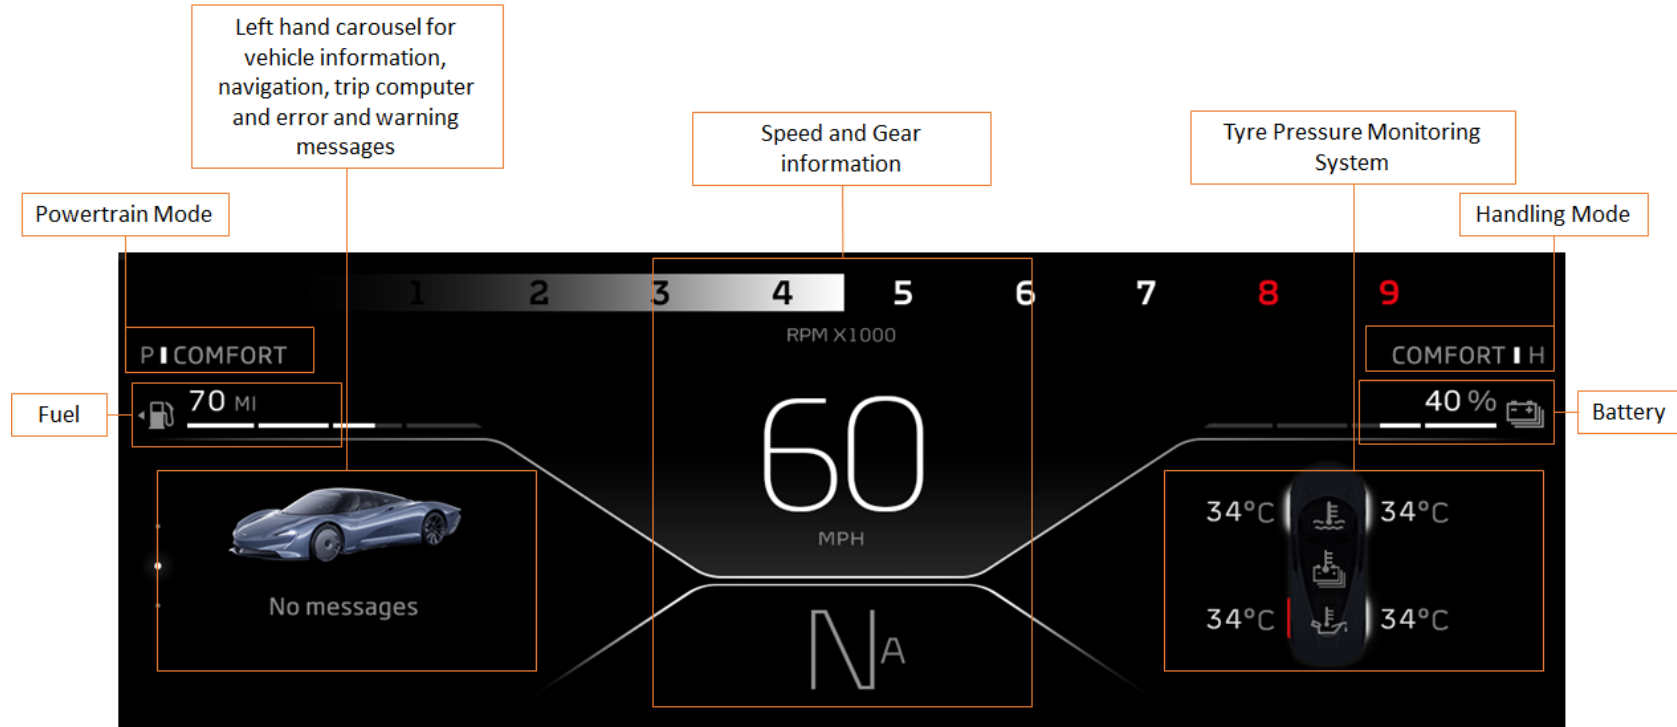 Left hand carousel for
vehicle information,
navigation, trip computer
and error and warning
messages
Speed and Gear
information
Tyre Pressure Monitoring
System
Powertrain Mode
Handling Mode
1 2 3 4 5 6 7 8 9
RPM X1000
P COMFORT
COMFORT H
Fuel
70 MI
40 %
Battery
60
MPH
34°C 34°C
No messages
34°C 34°C
N A